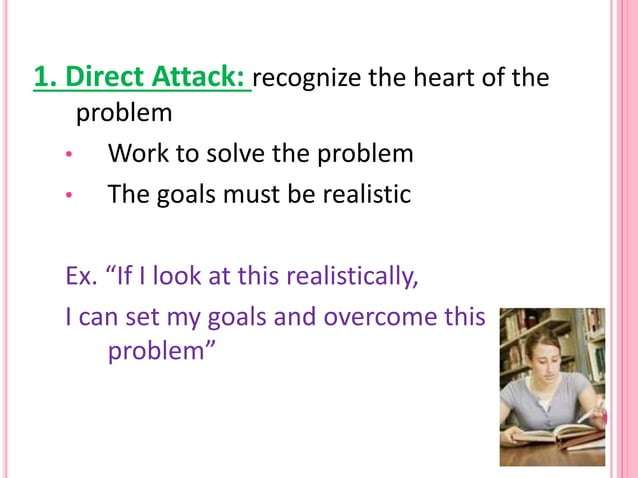 1. Direct Attack: recognize the heart of the
problem
• Work to solve the problem
• The goals must be realistic
Ex. “If I look at this realistically,
I can set my goals and overcome this
problem”